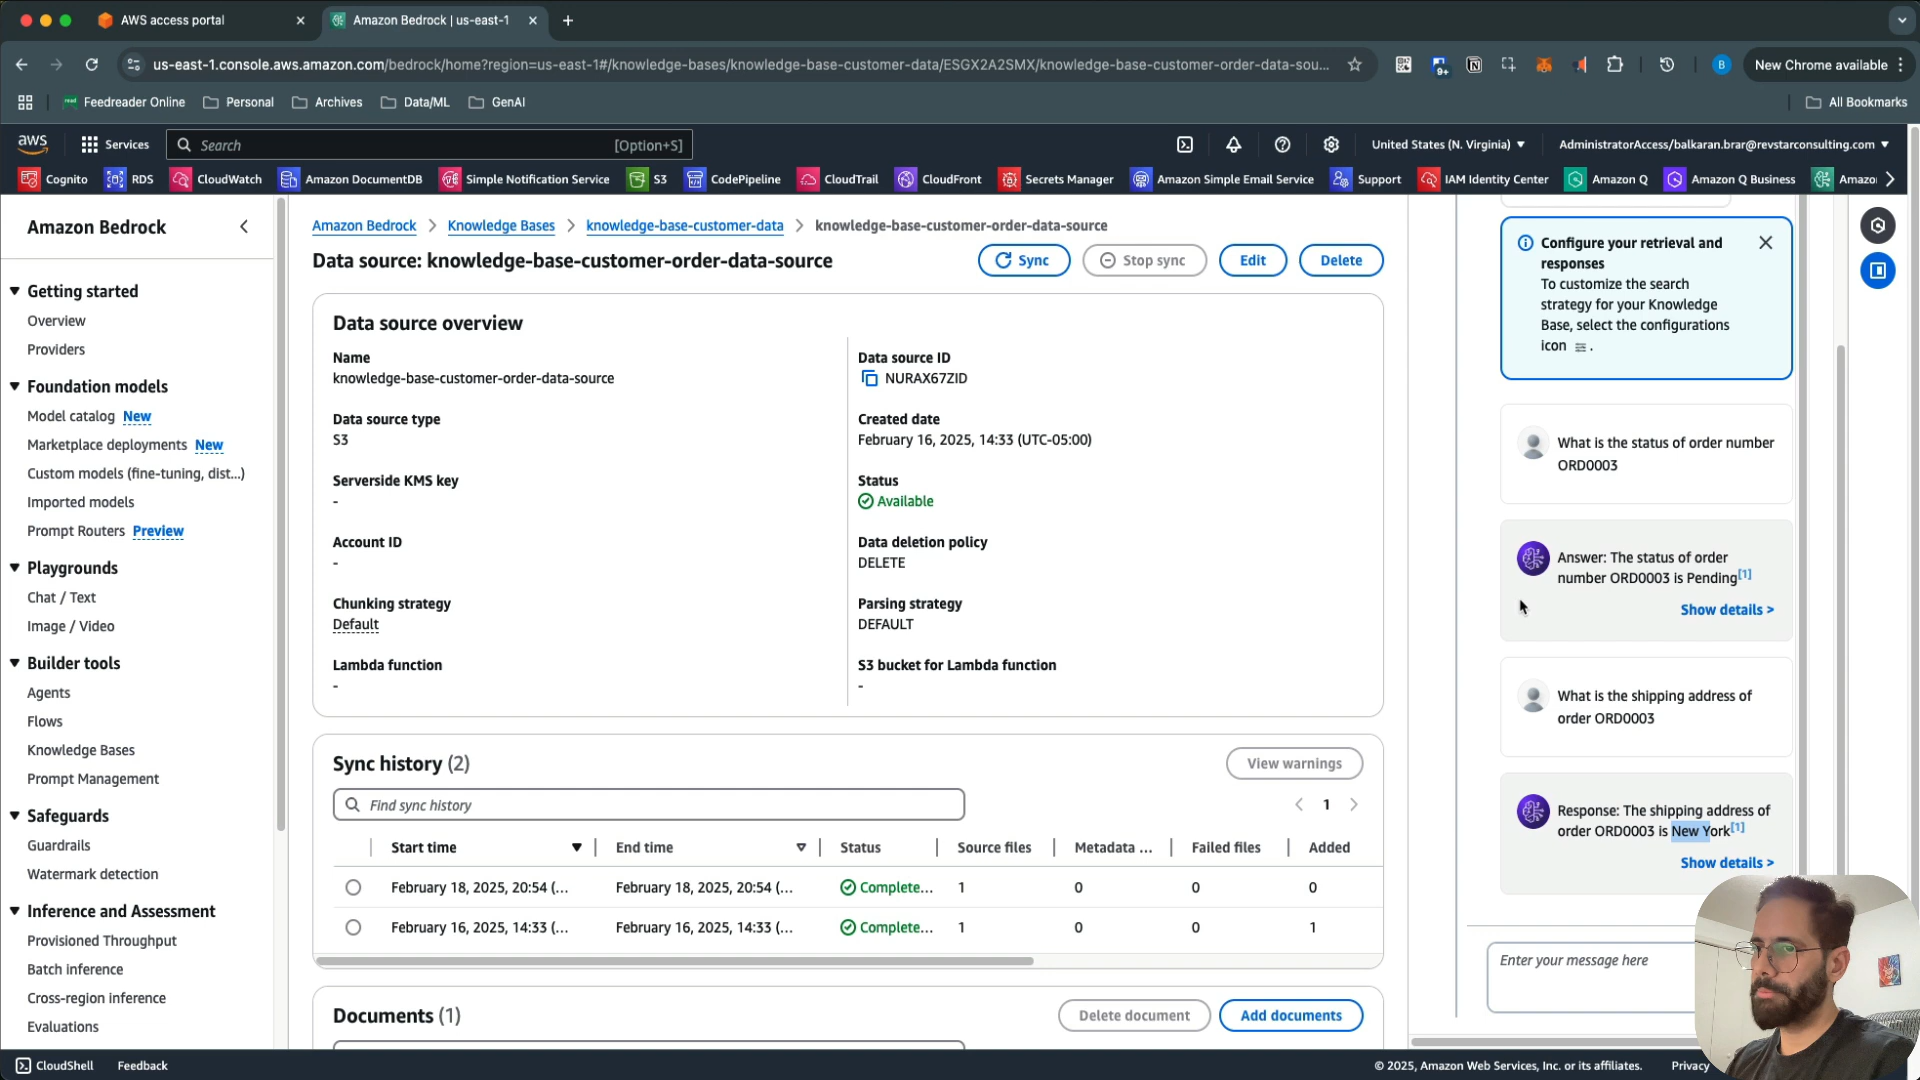 AWS access portal
Amazon Bedrock | us-east-1
us-east-1.console.aws.amazon.com/bedrock/home?region=us-east-1#/knowledge-bases/knowledge-base-customer-data/ESGX2A2SMX/knowledge-base-customer-order-data-sou...
9+
B
New Chrome available
Feedreader Online
Personal
Archives
Data/ML
GenAI
All Bookmarks
aws
Services
Search
[Option+S]
United States (N. Virginia)
AdministratorAccess/balkaran.brar@revstarconsulting.com
Cognito
RDS
CloudWatch
Amazon DocumentDB
Simple Notification Service
S3
CodePipeline
CloudTrail
CloudFront
Secrets Manager
Amazon Simple Email Service
Support
IAM Identity Center
Amazon Q
Amazon Q Business
Amazo
Amazon Bedrock
Getting started
Overview
Providers
Foundation models
Model catalog New
Marketplace deployments New
Custom models (fine-tuning, dist...)
Imported models
Prompt Routers Preview
Playgrounds
Chat / Text
Image / Video
Builder tools
Agents
Flows
Knowledge Bases
Prompt Management
Safeguards
Guardrails
Watermark detection
Inference and Assessment
Provisioned Throughput
Batch inference
Cross-region inference
Evaluations
Amazon Bedrock > Knowledge Bases > knowledge-base-customer-data > knowledge-base-customer-order-data-source
Data source: knowledge-base-customer-order-data-source
Sync
Stop sync
Edit
Delete
Data source overview
Name
knowledge-base-customer-order-data-source
Data source type
S3
Serverside KMS key
-
Account ID
-
Chunking strategy
Default
Lambda function
-
Data source ID
NURAX67ZID
Created date
February 16, 2025, 14:33 (UTC-05:00)
Status
Available
Data deletion policy
DELETE
Parsing strategy
DEFAULT
S3 bucket for Lambda function
-
Sync history (2)
View warnings
Find sync history
1
Start time End time Status Source files Metadata ... Failed files Added
February 18, 2025, 20:54 (... February 18, 2025, 20:54 (... Complete... 1 0 0 0
February 16, 2025, 14:33 (... February 16, 2025, 14:33 (... Complete... 1 0 0 1
Documents (1)
Delete document
Add documents
Configure your retrieval and
responses
To customize the search
strategy for your Knowledge
Base, select the configurations
icon .
What is the status of order number
ORD0003
Answer: The status of order
number ORD0003 is Pending[1]
Show details >
What is the shipping address of
order ORD0003
Response: The shipping address of
order ORD0003 is New York[1]
Show details >
Enter your message here
CloudShell
Feedback
© 2025, Amazon Web Services, Inc. or its affiliates.
Privacy